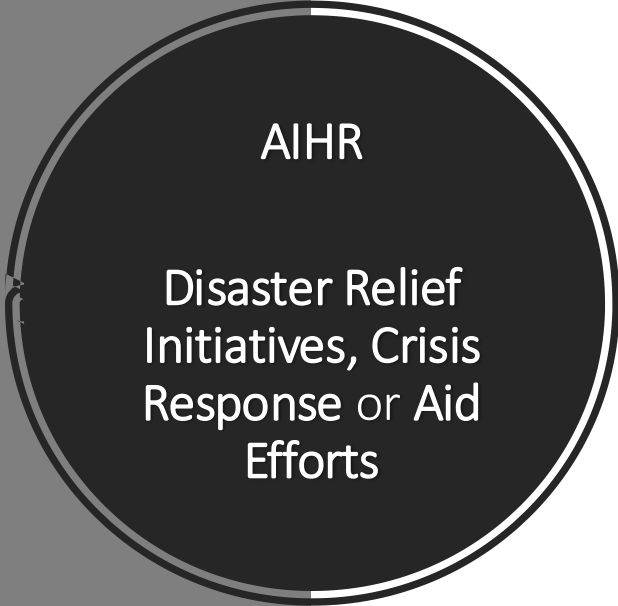 AIHR
Disaster Relief
Initiatives, Crisis
Response or Aid
Efforts